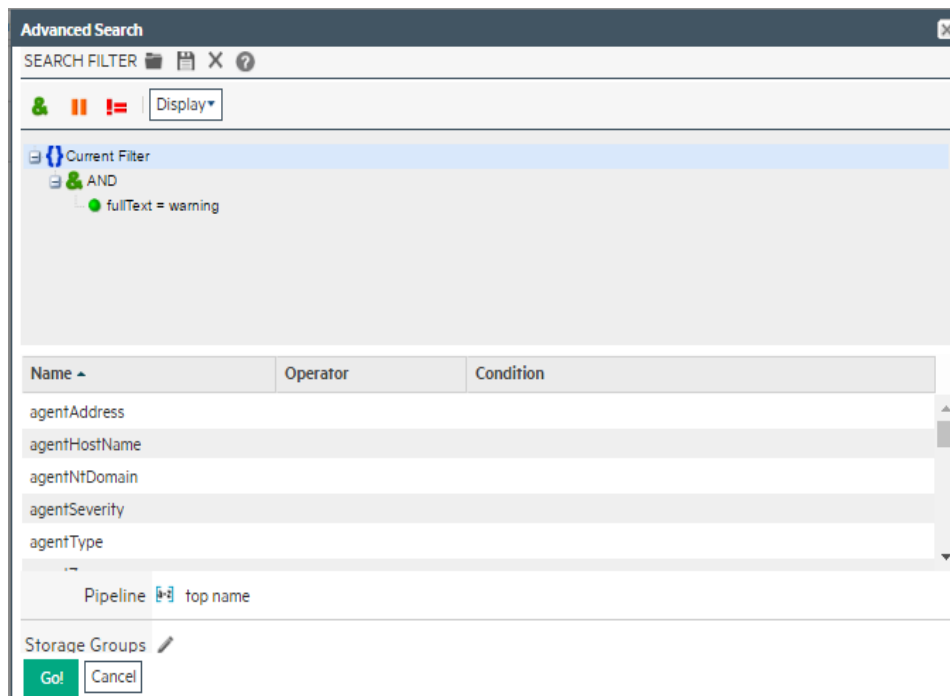 Advanced Search
SEARCH FILTER
Display
Current Filter
AND
fullText = warning
Name Operator Condition
agentAddress
agentHostName
agentNtDomain
agentSeverity
agentType
Pipeline top name
Storage Groups
Go! Cancel